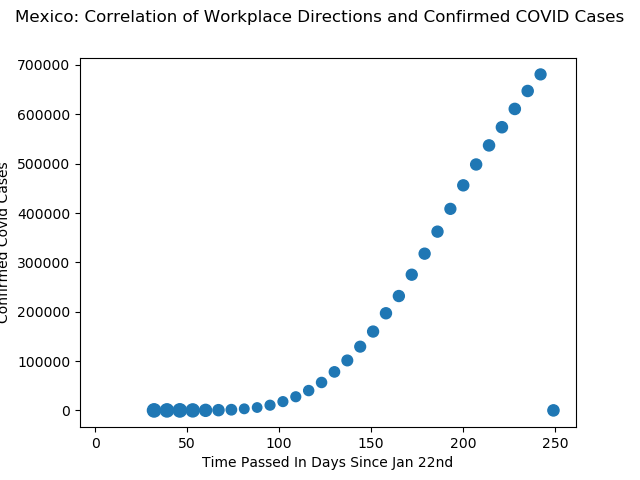 Mexico: Correlation of Workplace Directions and Confirmed COVID Cases
700000
600000
500000
400000
300000
200000
100000
0
Confirmed Covid Cases
0 50 100 150 200 250
Time Passed In Days Since Jan 22nd